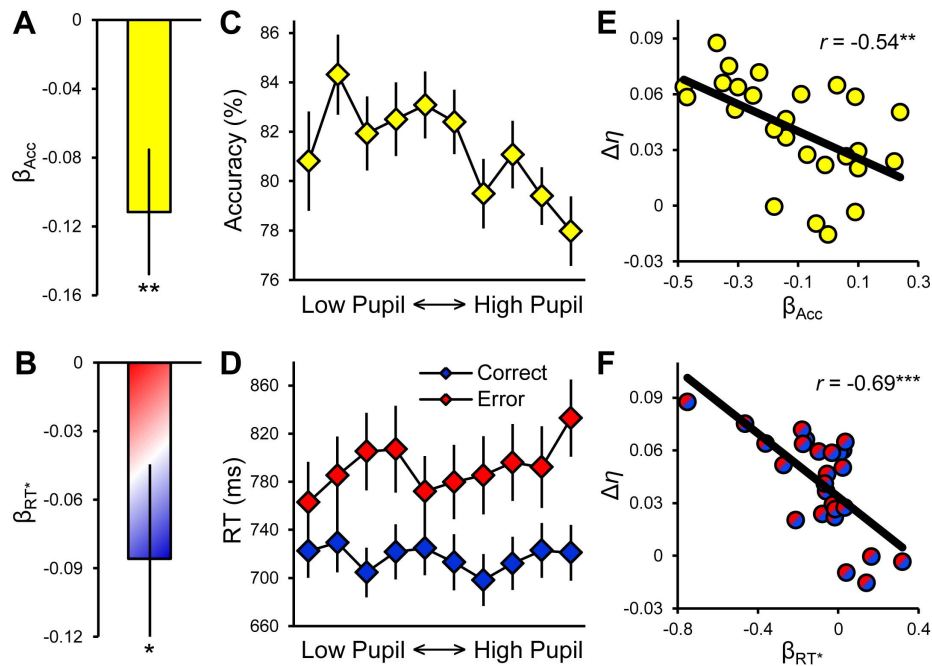 A
0
-0.04
-0.08
-0.12
-0.16
β_Acc
**
B
0
-0.03
-0.06
-0.09
-0.12
β_RT*
*
C
86
84
82
80
78
76
Accuracy (%)
Low Pupil ⟷ High Pupil
D
860
820
780
740
700
660
RT (ms)
Correct
Error
Low Pupil ⟷ High Pupil
E
r = -0.54**
0.09
0.06
0.03
0
-0.03
Δη
-0.5 -0.3 -0.1 0.1 0.3
β_Acc
F
r = -0.69***
0.09
0.06
0.03
0
-0.03
Δη
-0.8 -0.4 0 0.4
β_RT*